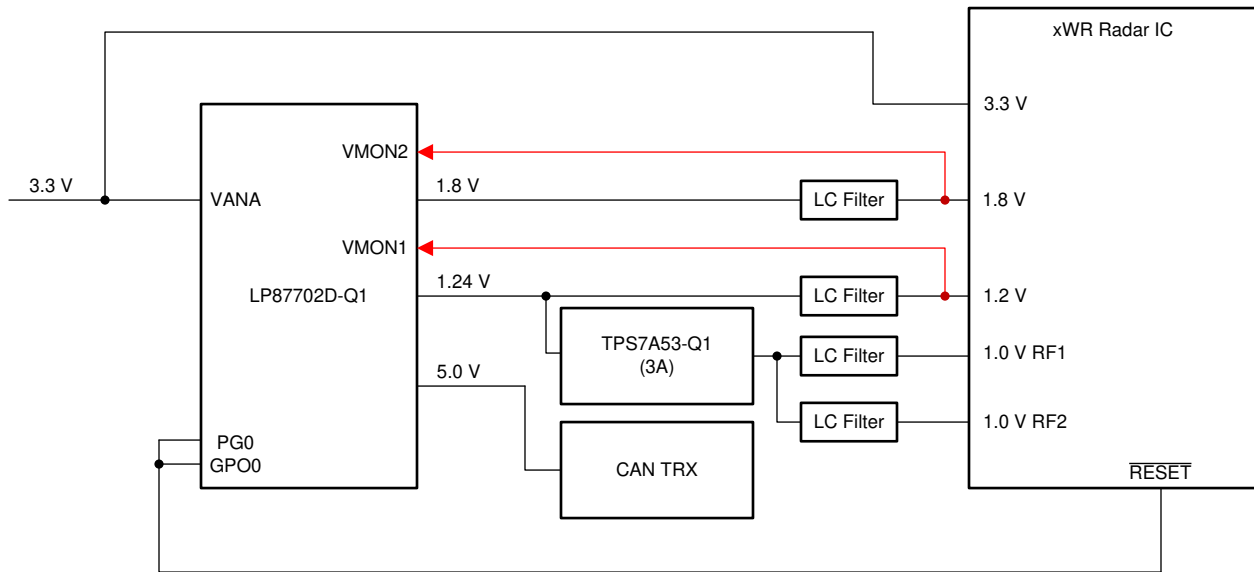 xWR Radar IC
3.3 V
VMON2
3.3 V
VANA
1.8 V
LC Filter
1.8 V
VMON1
LP87702D-Q1
1.24 V
LC Filter
1.2 V
TPS7A53-Q1
(3A)
LC Filter
1.0 V RF1
5.0 V
LC Filter
1.0 V RF2
PG0
GPO0
CAN TRX
RESET